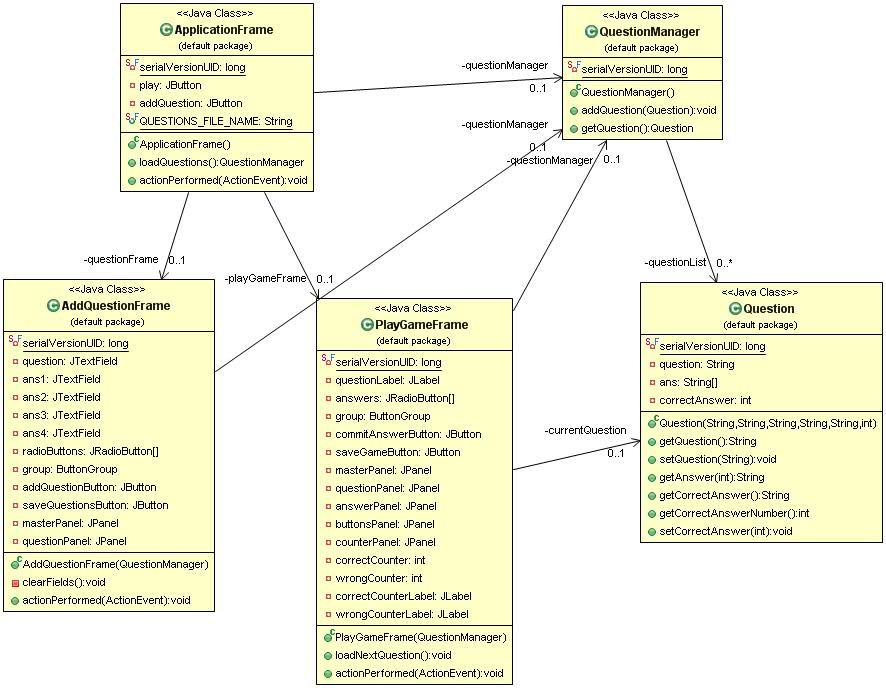 <<Java Class>>
ApplicationFrame
(default package)
serialVersionUID: long
play: JButton
addQuestion: JButton
QUESTIONS_FILE_NAME: String
ApplicationFrame()
loadQuestions():QuestionManager
actionPerformed(ActionEvent):void
<<Java Class>>
QuestionManager
(default package)
serialVersionUID: long
QuestionManager()
addQuestion(Question):void
getQuestion():Question
-questionManager
0..1
-questionManager
0..1
-questionManager
0..1
-questionFrame
0..1
-playGameFrame
0..1
-questionList
0..*
<<Java Class>>
AddQuestionFrame
(default package)
serialVersionUID: long
question: JTextField
ans1: JTextField
ans2: JTextField
ans3: JTextField
ans4: JTextField
radioButtons: JRadioButton[]
group: ButtonGroup
addQuestionButton: JButton
saveQuestionsButton: JButton
masterPanel: JPanel
questionPanel: JPanel
AddQuestionFrame(QuestionManager)
clearFields():void
actionPerformed(ActionEvent):void
<<Java Class>>
PlayGameFrame
(default package)
serialVersionUID: long
questionLabel: JLabel
answers: JRadioButton[]
group: ButtonGroup
commitAnswerButton: JButton
saveGameButton: JButton
masterPanel: JPanel
questionPanel: JPanel
answerPanel: JPanel
buttonsPanel: JPanel
counterPanel: JPanel
correctCounter: int
wrongCounter: int
correctCounterLabel: JLabel
wrongCounterLabel: JLabel
PlayGameFrame(QuestionManager)
loadNextQuestion():void
actionPerformed(ActionEvent):void
-currentQuestion
0..1
<<Java Class>>
Question
(default package)
serialVersionUID: long
question: String
ans: String[]
correctAnswer: int
Question(String,String,String,String,String,int)
getQuestion():String
setQuestion(String):void
getAnswer(int):String
getCorrectAnswer():String
getCorrectAnswerNumber():int
setCorrectAnswer(int):void